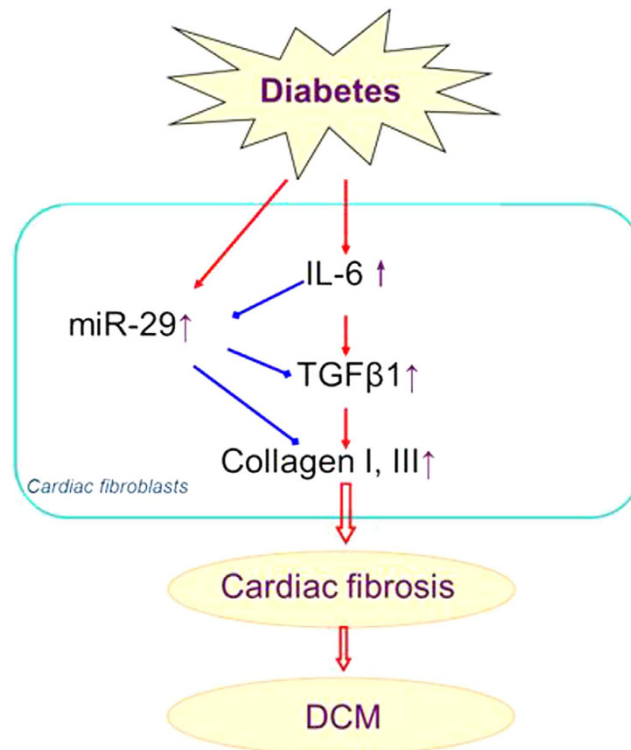 Diabetes
IL-6 ↑
miR-29↑
TGFβ1↑
Collagen I, III↑
Cardiac fibroblasts
Cardiac fibrosis
DCM